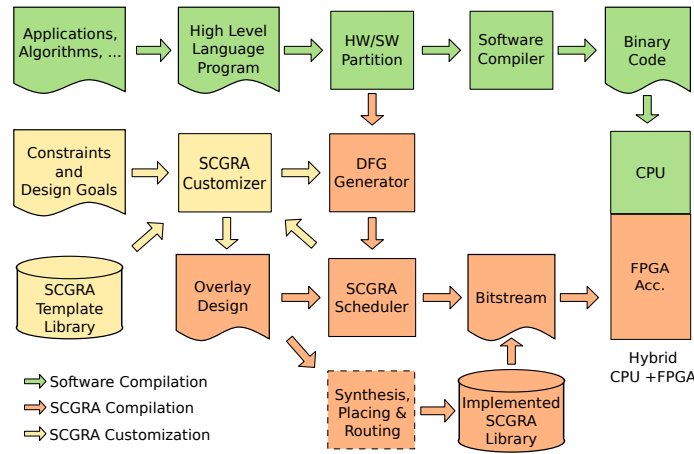 Applications,
Algorithms, ...
High Level
Language
Program
HW/SW
Partition
Software
Compiler
Binary
Code
Constraints
and
Design Goals
SCGRA
Customizer
DFG
Generator
CPU
SCGRA
Template
Library
Overlay
Design
SCGRA
Scheduler
Bitstream
FPGA
Acc.
Hybrid
CPU +FPGA
Software Compilation
SCGRA Compilation
SCGRA Customization
Synthesis,
Placing &
Routing
Implemented
SCGRA
Library